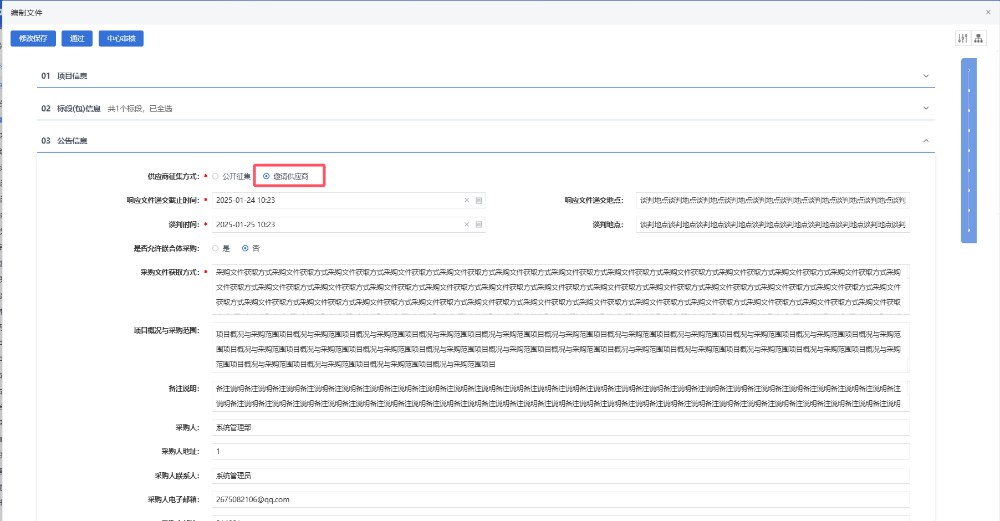 编制文件
修改保存 通过 中心审核
01 项目信息
02 标段(包)信息 共1个标段，已全选
03 公告信息
供应商征集方式： * 公开征集 邀请供应商
响应文件递交截止时间： * 2025-01-24 10:23 响应文件递交地点： 谈判地点谈判地点谈判地点谈判地点谈判地点谈判地点谈判地点谈判地点谈判地点谈判
谈判时间： * 2025-01-25 10:23 谈判地点： 谈判地点谈判地点谈判地点谈判地点谈判地点谈判地点谈判地点谈判地点谈判地点谈判
是否允许联合体采购： 是 否
采购文件获取方式： * 采购文件获取方式采购文件获取方式采购文件获取方式采购文件获取方式采购文件获取方式采购文件获取方式采购文件获取方式采购文件获取方式采购文件获取方式采购文件获取方式采购文件获取方式采购文件获取方式采购
文件获取方式采购文件获取方式采购文件获取方式采购文件获取方式采购文件获取方式采购文件获取方式采购文件获取方式采购文件获取方式采购文件获取方式采购文件获取方式采购文件获取方式采购文件获取方式采购文件
获取方式采购文件获取方式采购文件获取方式采购文件获取方式采购文件获取方式采购文件获取方式采购文件获取方式采购文件获取方式采购文件获取方式采购文件获取方式采购文件获取方式采购文件获取方式采购文件获取
项目概况与采购范围： 项目概况与采购范围项目概况与采购范围项目概况与采购范围项目概况与采购范围项目概况与采购范围项目概况与采购范围项目概况与采购范围项目概况与采购范围项目概况与采购范围项目概况与采购范围项目概况与采购范
围项目概况与采购范围项目概况与采购范围项目概况与采购范围项目概况与采购范围项目概况与采购范围项目概况与采购范围项目概况与采购范围项目概况与采购范围项目概况与采购范围项目概况与采购范围项目概况与采购
范围项目概况与采购范围项目概况与采购范围项目概况与采购范围项目概况与采购范围项目
备注说明： 备注说明备注说明备注说明备注说明备注说明备注说明备注说明备注说明备注说明备注说明备注说明备注说明备注说明备注说明备注说明备注说明备注说明备注说明备注说明备注说明备注说明备注说明备注说明备注说明备注
说明备注说明备注说明备注说明备注说明备注说明备注说明备注说明备注说明备注说明备注说明备注说明备注说明备注说明备注说明备注说明备注说明备注说明备注说明备注说明备注说明备注说明备注说明备注说明备注说明
采购人： 系统管理部
采购人地址： 1
采购人联系人： 系统管理员
采购人电子邮箱： 2675082106@qq.com